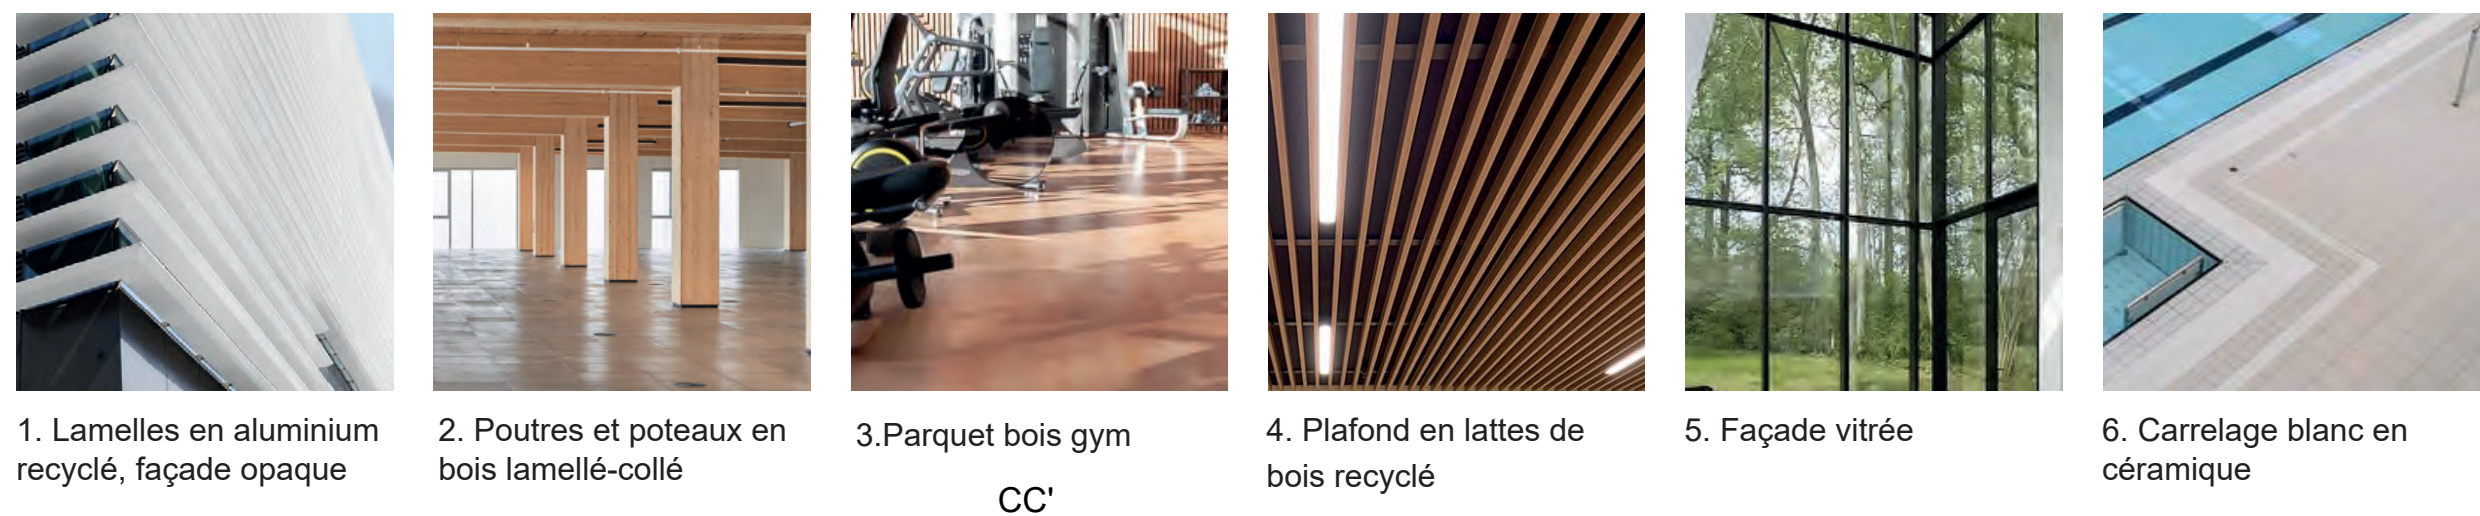 1. Lamelles en aluminium
recyclé, façade opaque
2. Poutres et poteaux en
bois lamellé-collé
3.Parquet bois gym
4. Plafond en lattes de
bois recyclé
5. Façade vitrée
6. Carrelage blanc en
céramique
CC'